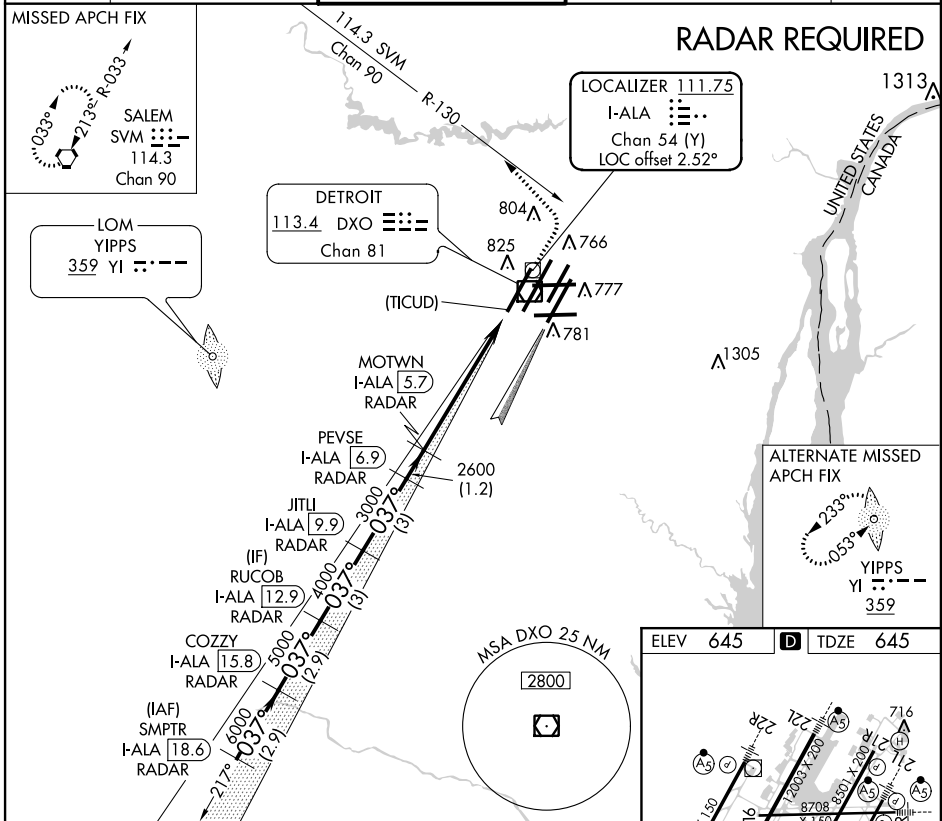 MISSED APCH FIX
R-033
213°
033°
SALEM
SVM
114.3
Chan 90
114.3 SVM
Chan 90
R-130
RADAR REQUIRED
LOCALIZER 111.75
I-ALA
Chan 54 (Y)
LOC offset 2.52°
1313
UNITED STATES
CANADA
DETROIT
113.4 DXO
Chan 81
LOM
YIPPS
359 YI
804
825
766
777
781
1305
(TICUD)
MOTWN
I-ALA 5.7
RADAR
PEVSE
I-ALA 6.9
RADAR
2600
(1.2)
JITLI
I-ALA 9.9
RADAR
3000
037°
(3)
(IF)
RUCOB
I-ALA 12.9
RADAR
4000
037°
(3)
COZZY
I-ALA 15.8
RADAR
5000
037°
(2.9)
(IAF)
SMPTR
I-ALA 18.6
RADAR
6000
037°
(2.9)
217°
MSA DXO 25 NM
2800
ALTERNATE MISSED
APCH FIX
233°
053°
YIPPS
YI
359
ELEV 645 D TDZE 645
22R
22L
A5
716
H
21R
21L
A5
P
12003 X 200
8501 X 200
P
A5
A5
8708
X 150
150
16
P